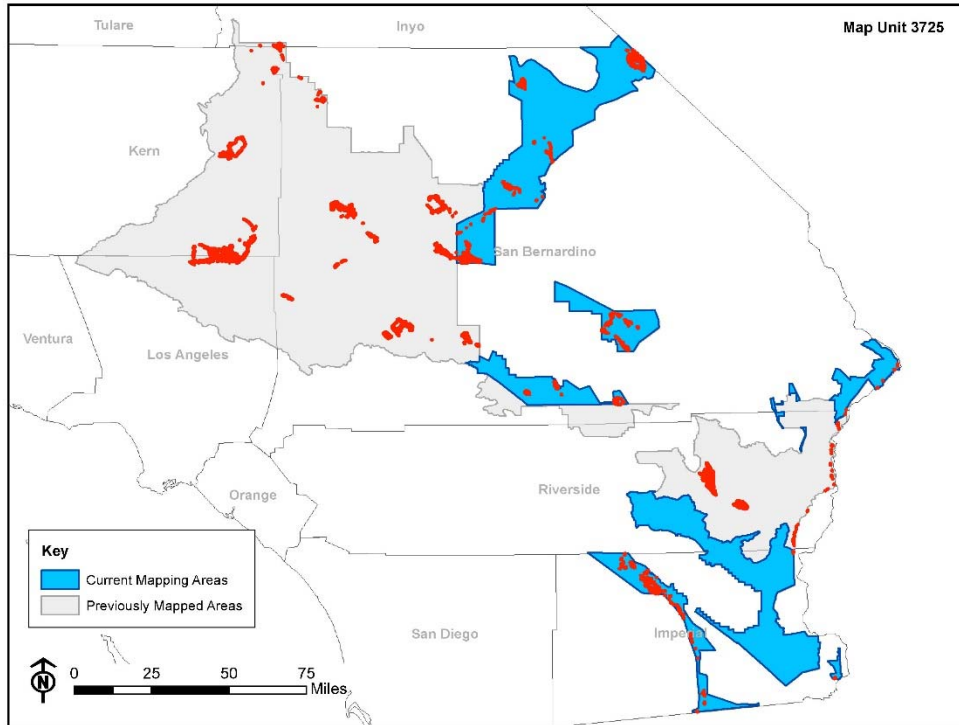 Tulare
Inyo
Map Unit 3725
Kern
San Bernardino
Ventura
Los Angeles
Orange
Riverside
Key
Current Mapping Areas
Previously Mapped Areas
San Diego
Imperial
N
0 25 50 75
Miles